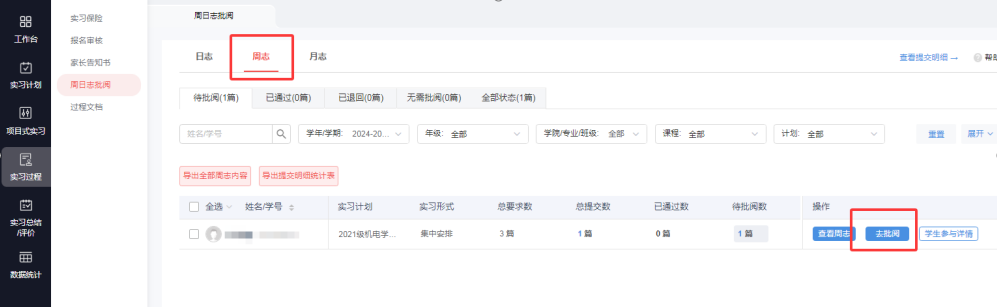 工作台
实习计划
项目式实习
实习过程
实习总结
/评价
数据统计
实习保险
报名审核
家长告知书
周日志批阅
过程文档
周日志批阅
日志 周志 月志 查看提交明细 →
待批阅(1篇) 已通过(0篇) 已退回(0篇) 无需批阅(0篇) 全部状态(1篇)
姓名/学号 学年/学期: 2024-20... 年级: 全部 学院/专业/班级: 全部 课程: 全部 计划: 全部 重置 展开
导出全部周志内容 导出提交明细统计表
全选 姓名/学号 实习计划 实习形式 总要求数 总提交数 已通过数 待批阅数 操作
2021级机电学... 集中安排 3 篇 1 篇 0 篇 1 篇 查看周志 去批阅 学生参与详情